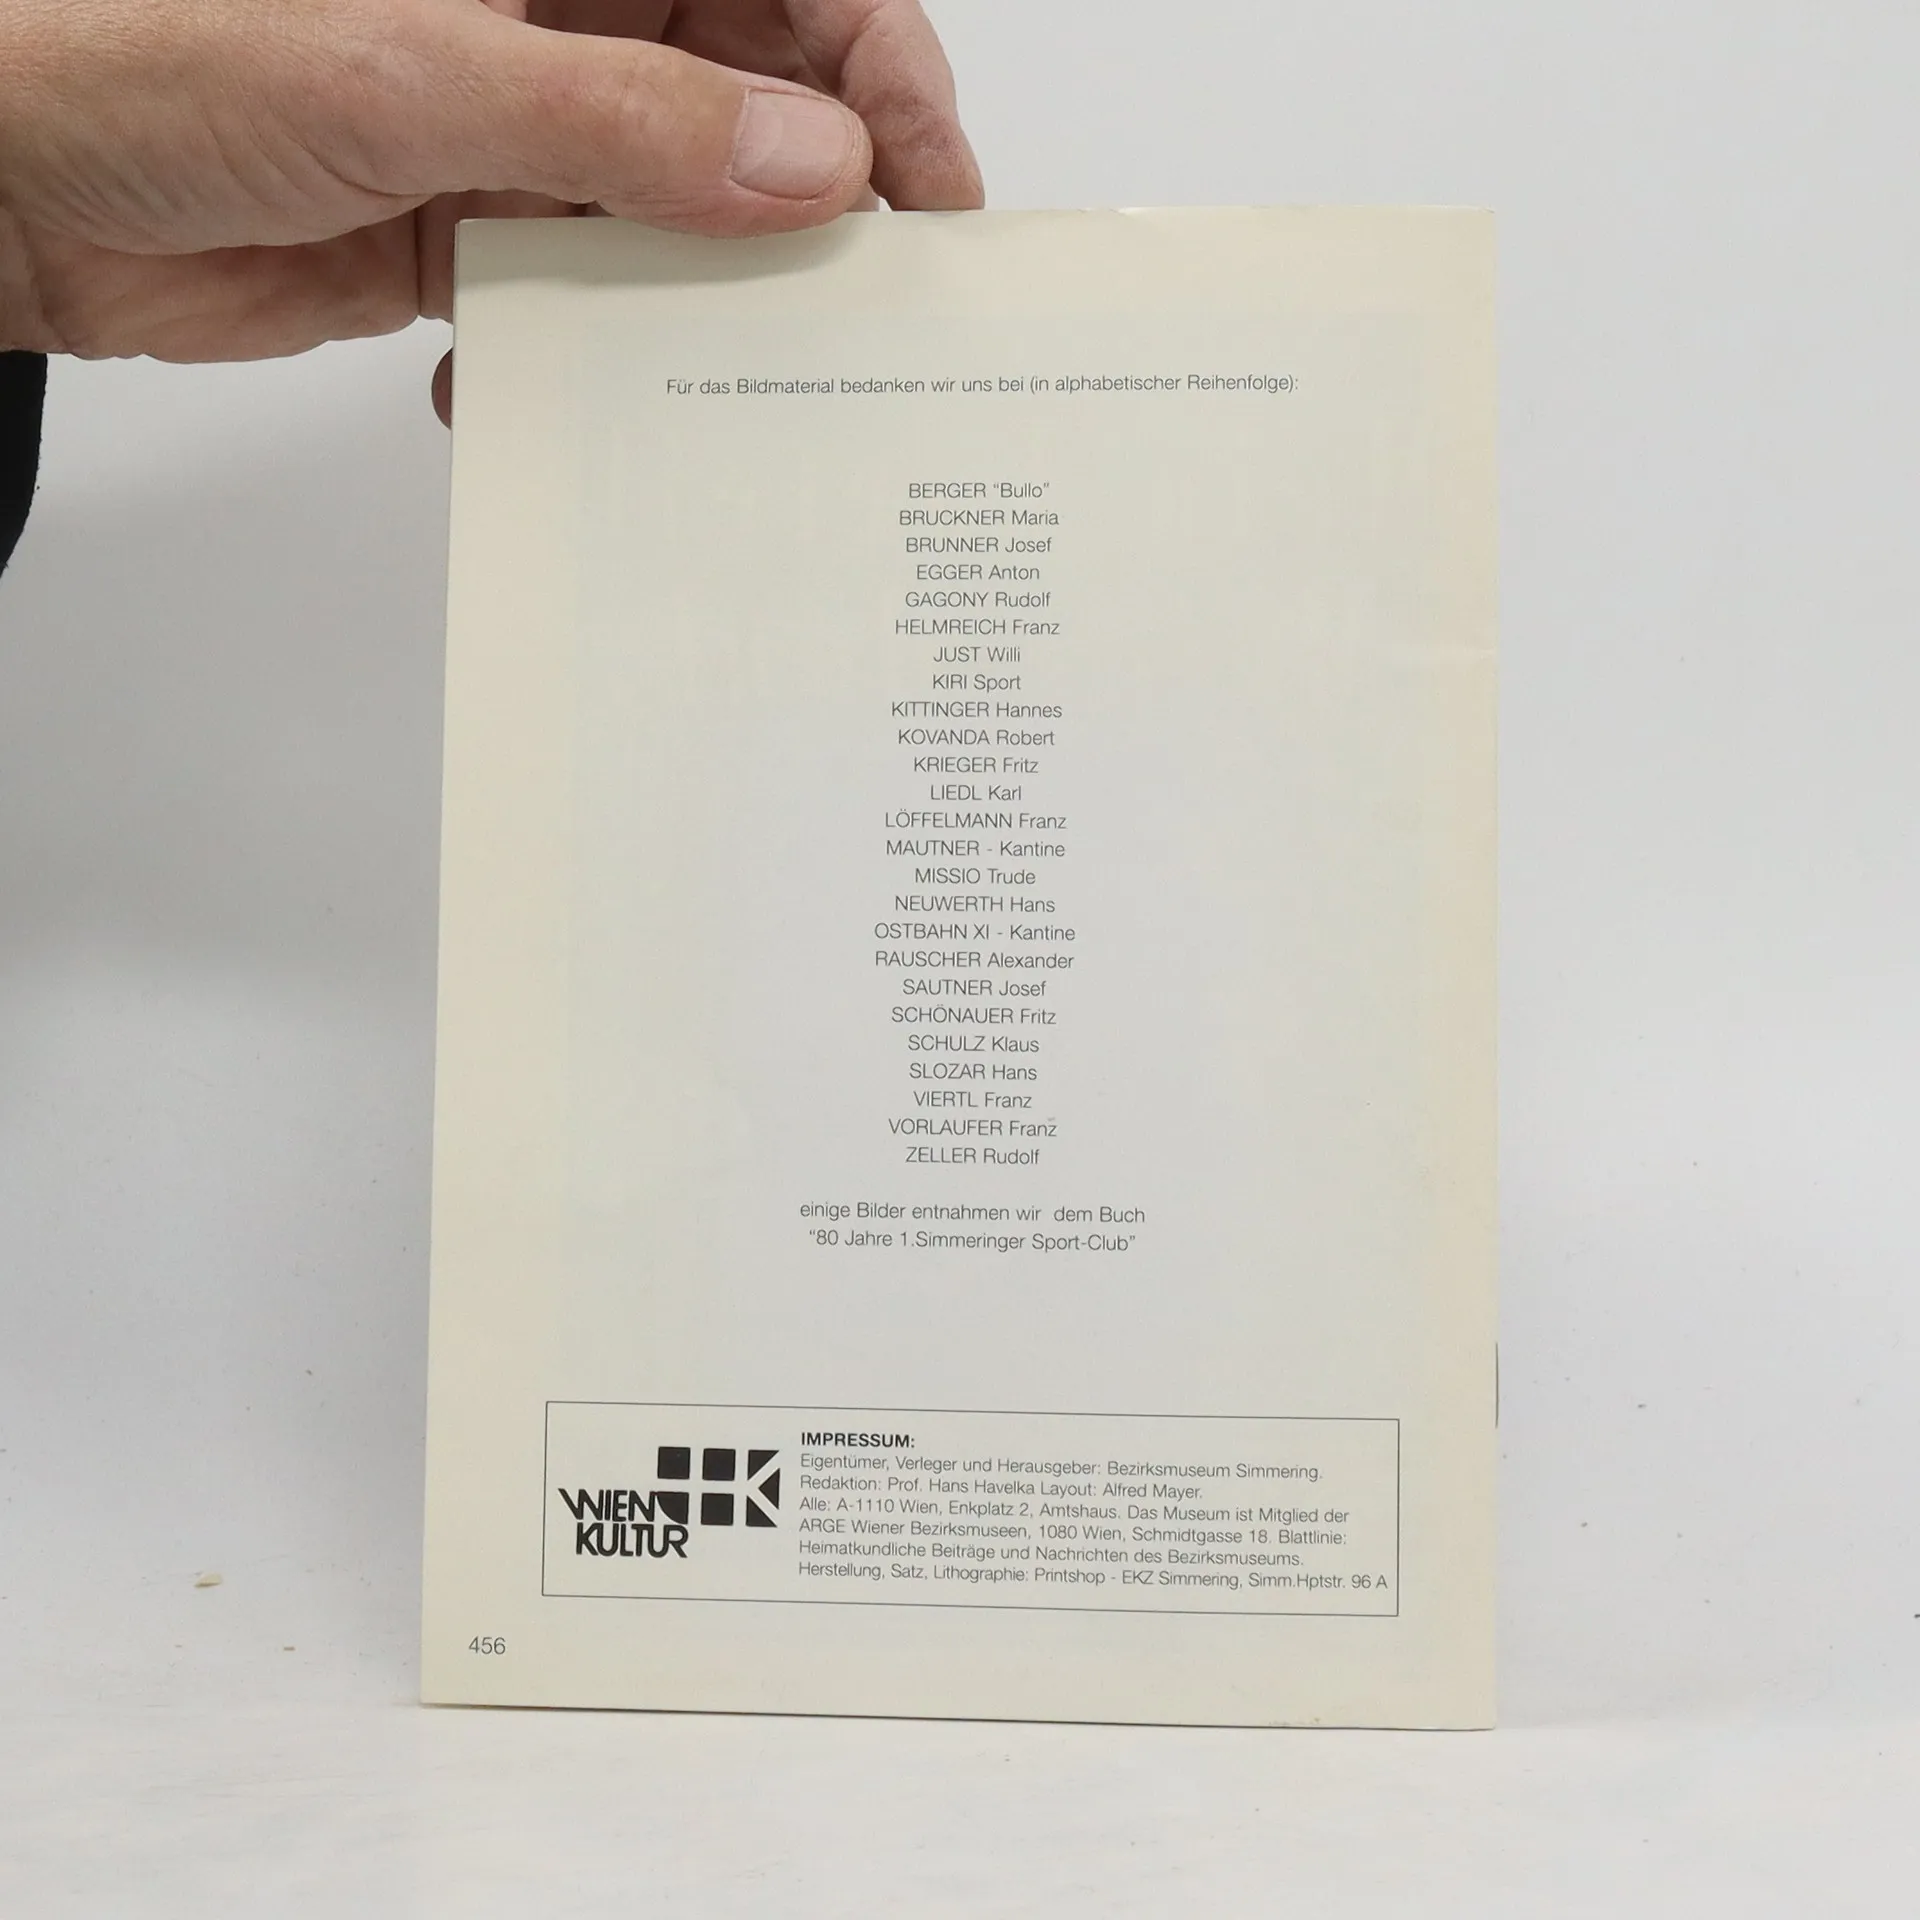 Für das Bildmaterial bedanken wir uns bei (in alphabetischer Reihenfolge):
BERGER "Bullo"
BRUCKNER Maria
BRUNNER Josef
EGGER Anton
GAGONY Rudolf
HELMREICH Franz
JUST Willi
KIRI Sport
KITTINGER Hannes
KOVANDA Robert
KRIEGER Fritz
LIEDL Karl
LÖFFELMANN Franz
MAUTNER - Kantine
MISSIO Trude
NEUWERTH Hans
OSTBAHN XI - Kantine
RAUSCHER Alexander
SAUTNER Josef
SCHÖNAUER Fritz
SCHULZ Klaus
SLOZAR Hans
VIERTL Franz
VORLAUFER Franz
ZELLER Rudolf
einige Bilder entnahmen wir dem Buch
"80 Jahre 1.Simmeringer Sport-Club"
WIEN
KULTUR
IMPRESSUM:
Eigentümer, Verleger und Herausgeber: Bezirksmuseum Simmering.
Redaktion: Prof. Hans Havelka Layout: Alfred Mayer.
Alle: A-1110 Wien, Enkplatz 2, Amtshaus. Das Museum ist Mitglied der
ARGE Wiener Bezirksmuseen, 1080 Wien, Schmidtgasse 18. Blattlinie:
Heimatkundliche Beiträge und Nachrichten des Bezirksmuseums.
Herstellung, Satz, Lithographie: Printshop - EKZ Simmering, Simm.Hptstr. 96 A
456